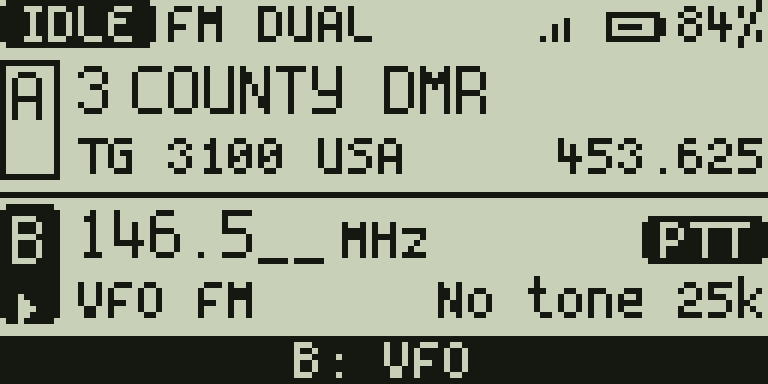 IDLE FM DUAL 84%
A 3 COUNTY DMR
TG 3100 USA 453.625
B 146.5__ MHz PTT
VFO FM No tone 25k
B: VFO